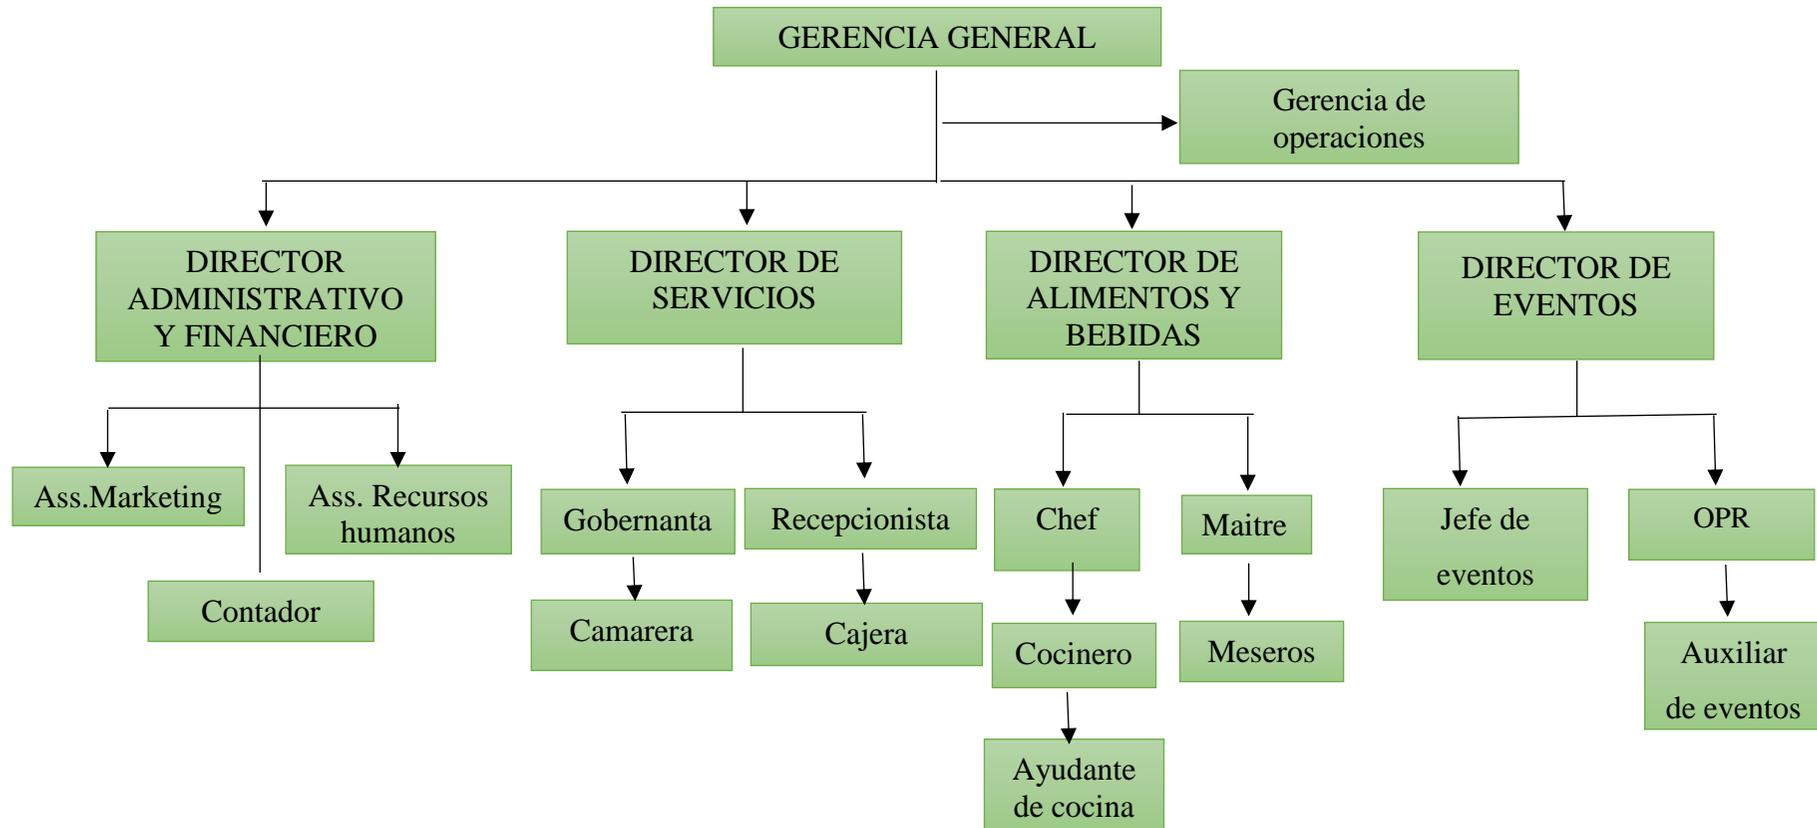 GERENCIA GENERAL
Gerencia de
operaciones
DIRECTOR
ADMINISTRATIVO
Y FINANCIERO
DIRECTOR DE
SERVICIOS
DIRECTOR DE
ALIMENTOS Y
BEBIDAS
DIRECTOR DE
EVENTOS
Ass.Marketing
Ass. Recursos
humanos
Contador
Gobernanta
Recepcionista
Camarera
Cajera
Chef
Maitre
Cocinero
Meseros
Ayudante
de cocina
Jefe de
eventos
OPR
Auxiliar
de eventos